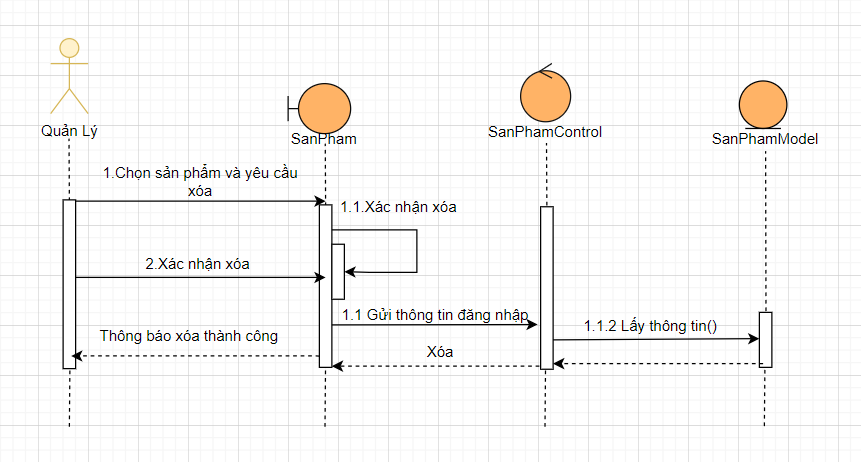 Quản Lý
SanPham
SanPhamControl
SanPhamModel
1.Chọn sản phẩm và yêu cầu
xóa
1.1.Xác nhận xóa
2.Xác nhận xóa
1.1 Gửi thông tin đăng nhập
1.1.2 Lấy thông tin()
Thông báo xóa thành công
Xóa